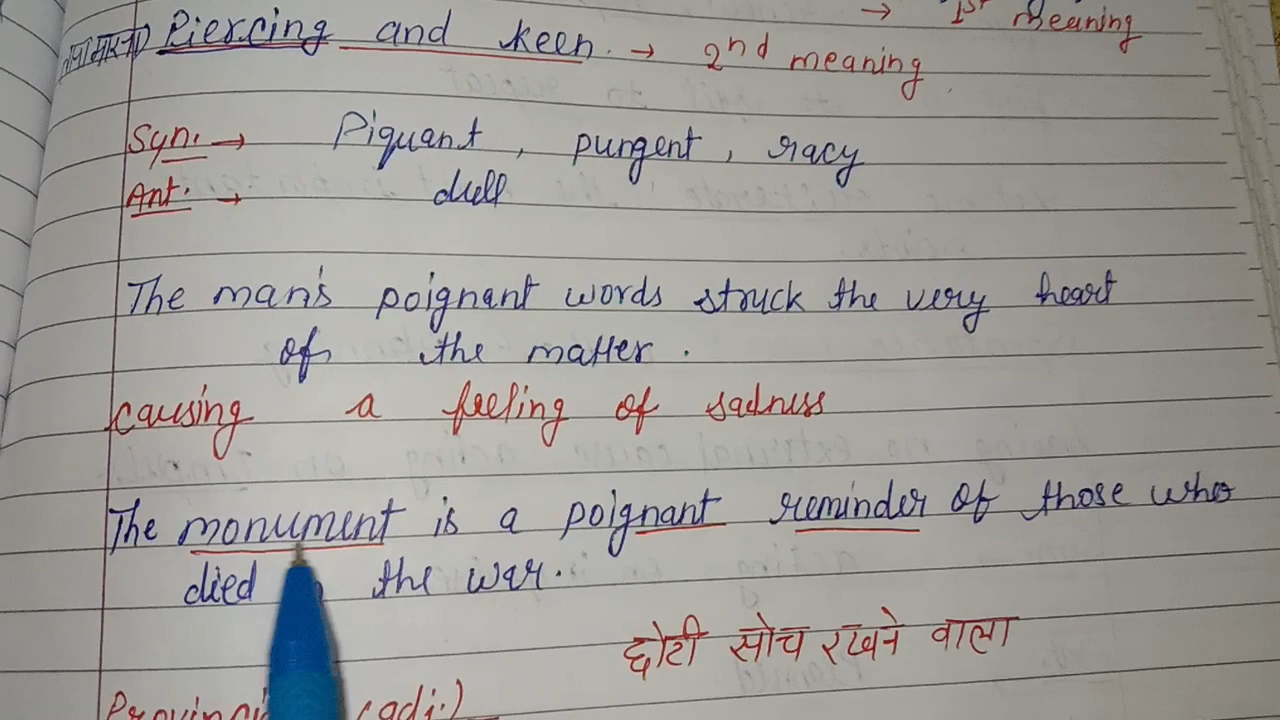 → 1st Meaning
Piercing and keen. → 2nd meaning
Syn. → Piquant, pungent, racy
Ant. → dull
The man's poignant words struck the very heart
of the matter.
causing a feeling of sadness
The monument is a poignant reminder of those who
died the war.
छोटी सोच रखने वाला
(adj.)